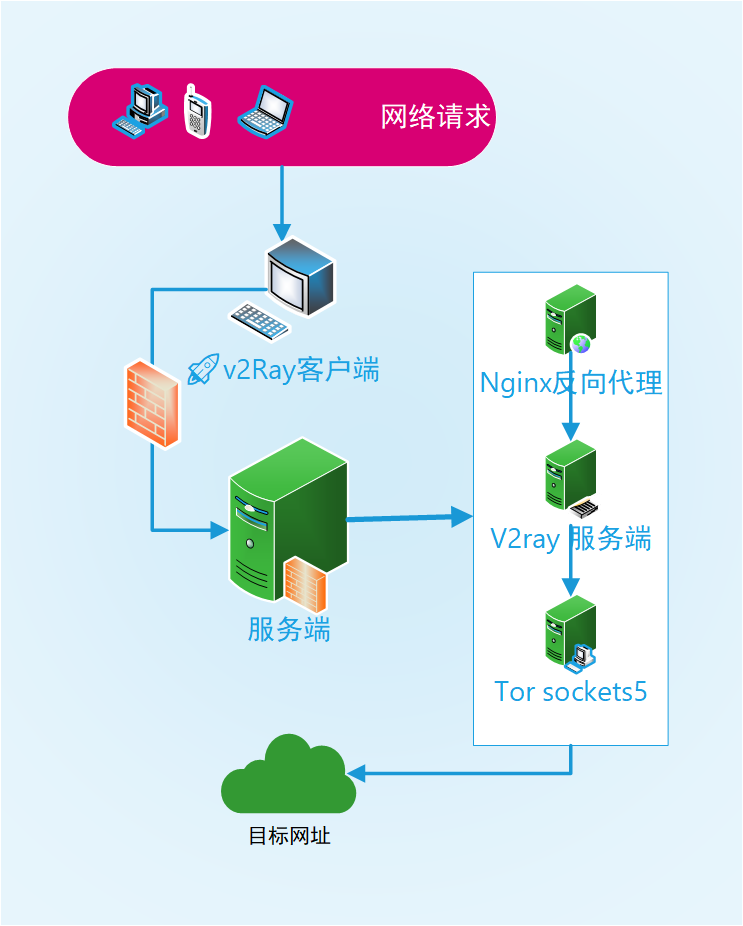 网络请求
v2Ray客户端
Nginx反向代理
V2ray 服务端
服务端
Tor sockets5
目标网址